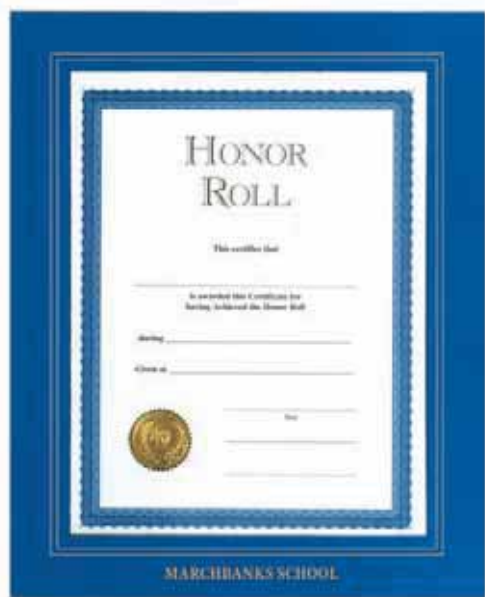 HONOR
ROLL
This certifies that
is awarded this Certificate for
having Achieved the Honor Roll
during
Given at
Date
MARCHBANKS SCHOOL